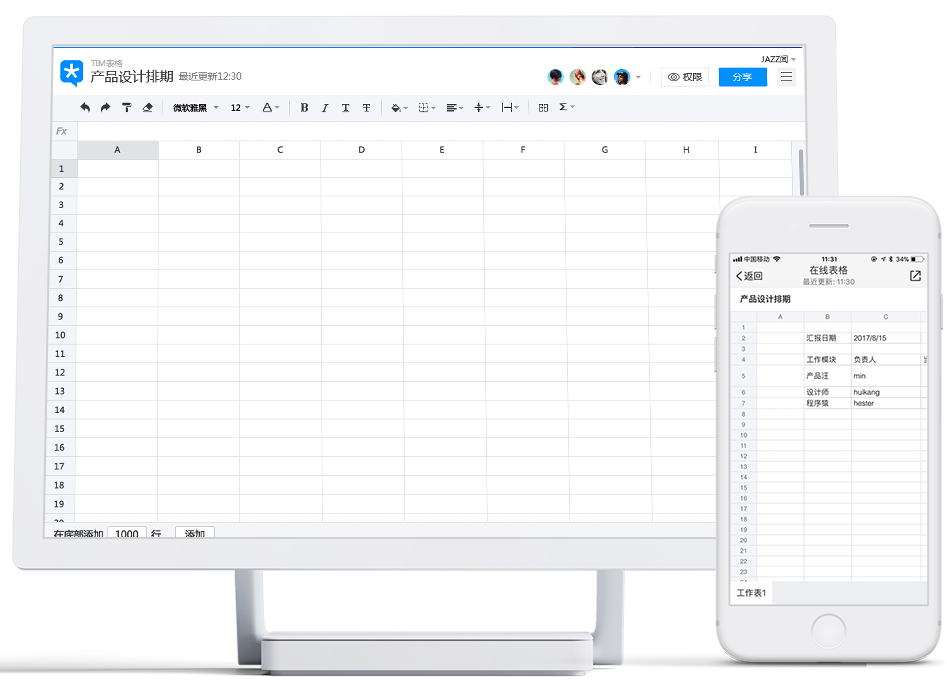 TIM表格
产品设计排期 最近更新12:30
JAZZ阅
权限 分享
微软雅黑 12 A B I T T Σ
Fx
A B C D E F G H I
1
2
3
4
5
6
7
8
9
10
11
12
13
14
15
16
17
18
19
20
在底部添加 1000 行 添加
中国移动 11:31 34%
返回 在线表格
最近更新: 11:30
产品设计排期
A B C
1
2 汇报日期 2017/8/15
3
4 工作模块 负责人
5 产品汪 min
6 设计师 huikang
7 程序猿 hester
8
9
10
11
12
13
14
15
16
17
18
19
20
21
22
23
工作表1